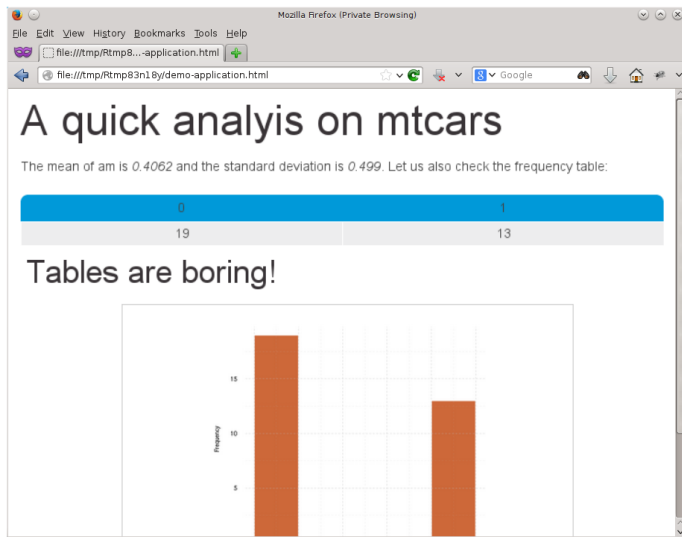 Mozilla Firefox (Private Browsing)
File Edit View History Bookmarks Tools Help
file:///tmp/Rtmp8...-application.html
file:///tmp/Rtmp83n18y/demo-application.html
Google
A quick analyis on mtcars
The mean of am is 0.4062 and the standard deviation is 0.499. Let us also check the frequency table:
0 1
19 13
Tables are boring!
15
10
5
Frequency